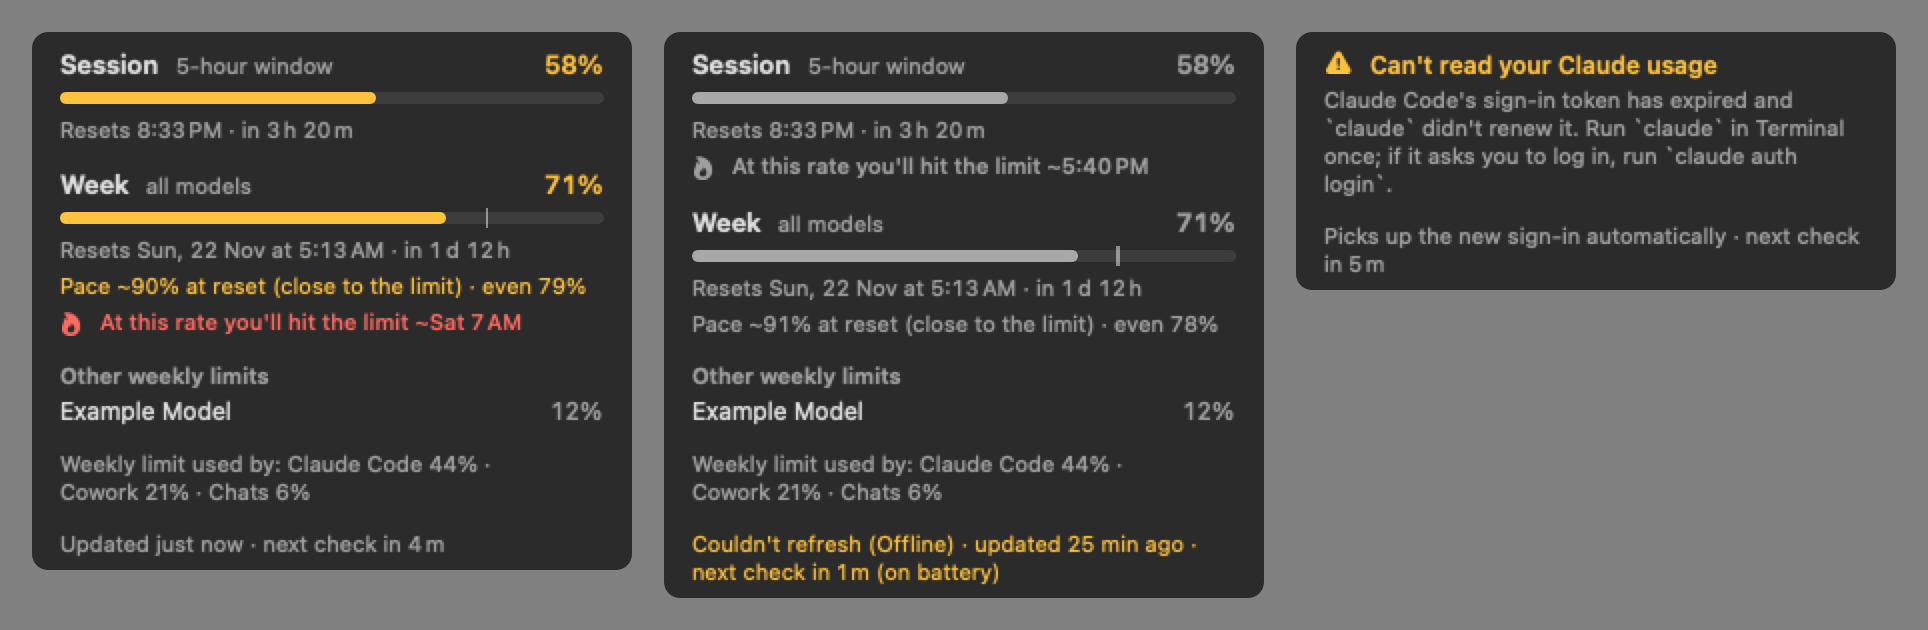 Session 5-hour window 58%
Resets 8:33 PM · in 3 h 20 m
Week all models 71%
Resets Sun, 22 Nov at 5:13 AM · in 1 d 12 h
Pace ~90% at reset (close to the limit) · even 79%
At this rate you'll hit the limit ~Sat 7 AM
Other weekly limits
Example Model 12%
Weekly limit used by: Claude Code 44% ·
Cowork 21% · Chats 6%
Updated just now · next check in 4 m
Session 5-hour window 58%
Resets 8:33 PM · in 3 h 20 m
At this rate you'll hit the limit ~5:40 PM
Week all models 71%
Resets Sun, 22 Nov at 5:13 AM · in 1 d 12 h
Pace ~91% at reset (close to the limit) · even 78%
Other weekly limits
Example Model 12%
Weekly limit used by: Claude Code 44% ·
Cowork 21% · Chats 6%
Couldn't refresh (Offline) · updated 25 min ago ·
next check in 1 m (on battery)
Can't read your Claude usage
Claude Code's sign-in token has expired and
`claude` didn't renew it. Run `claude` in Terminal
once; if it asks you to log in, run `claude auth
login`.
Picks up the new sign-in automatically · next check
in 5 m